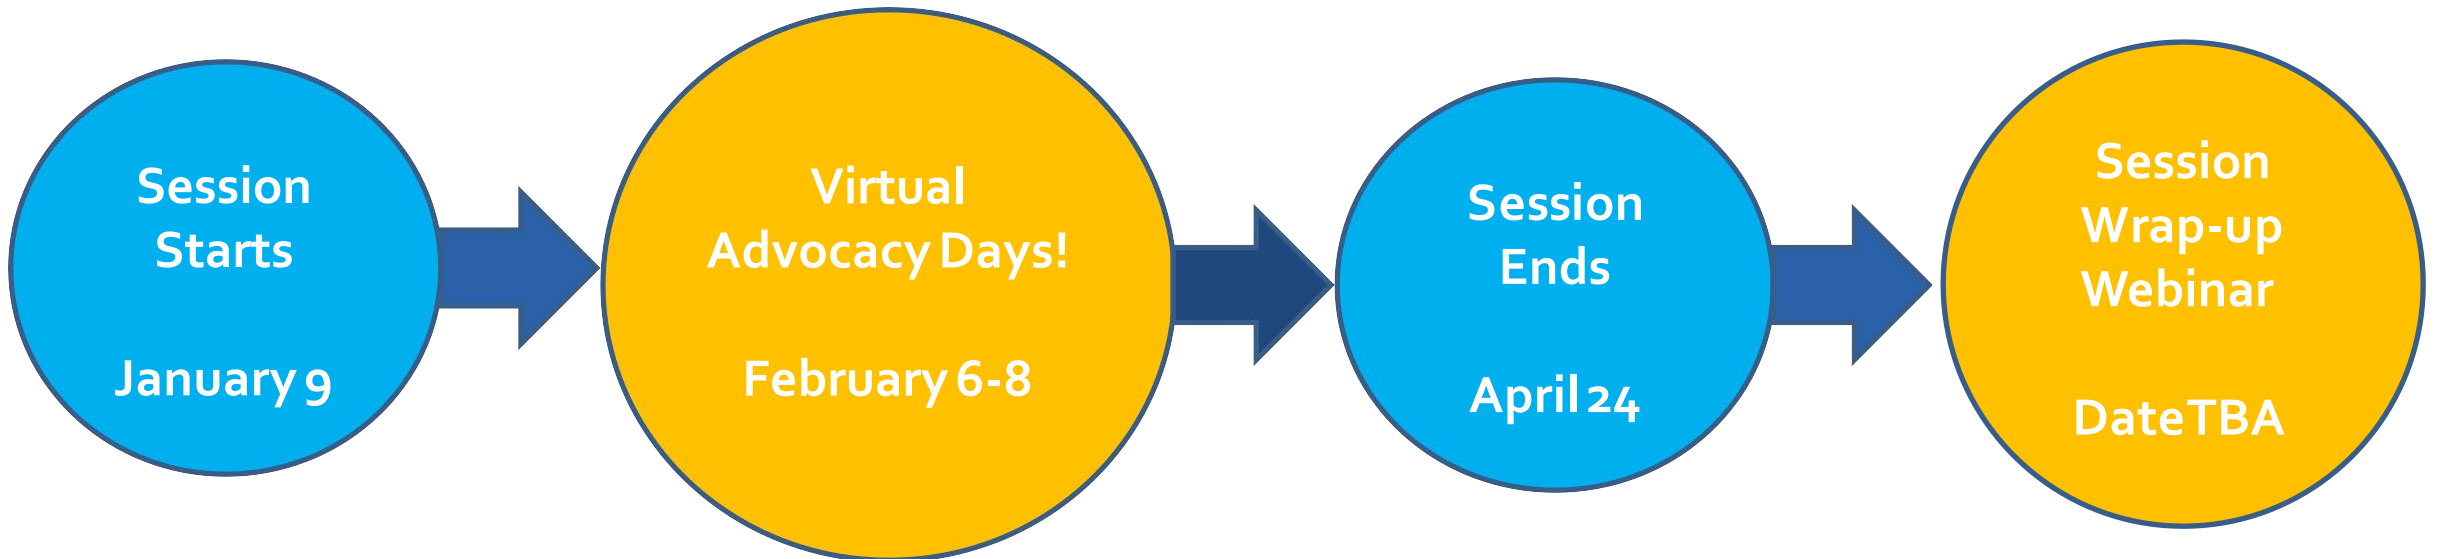 Session
Starts
January 9
Virtual
Advocacy Days!
February 6-8
Session
Ends
April 24
Session
Wrap-up
Webinar
Date TBA